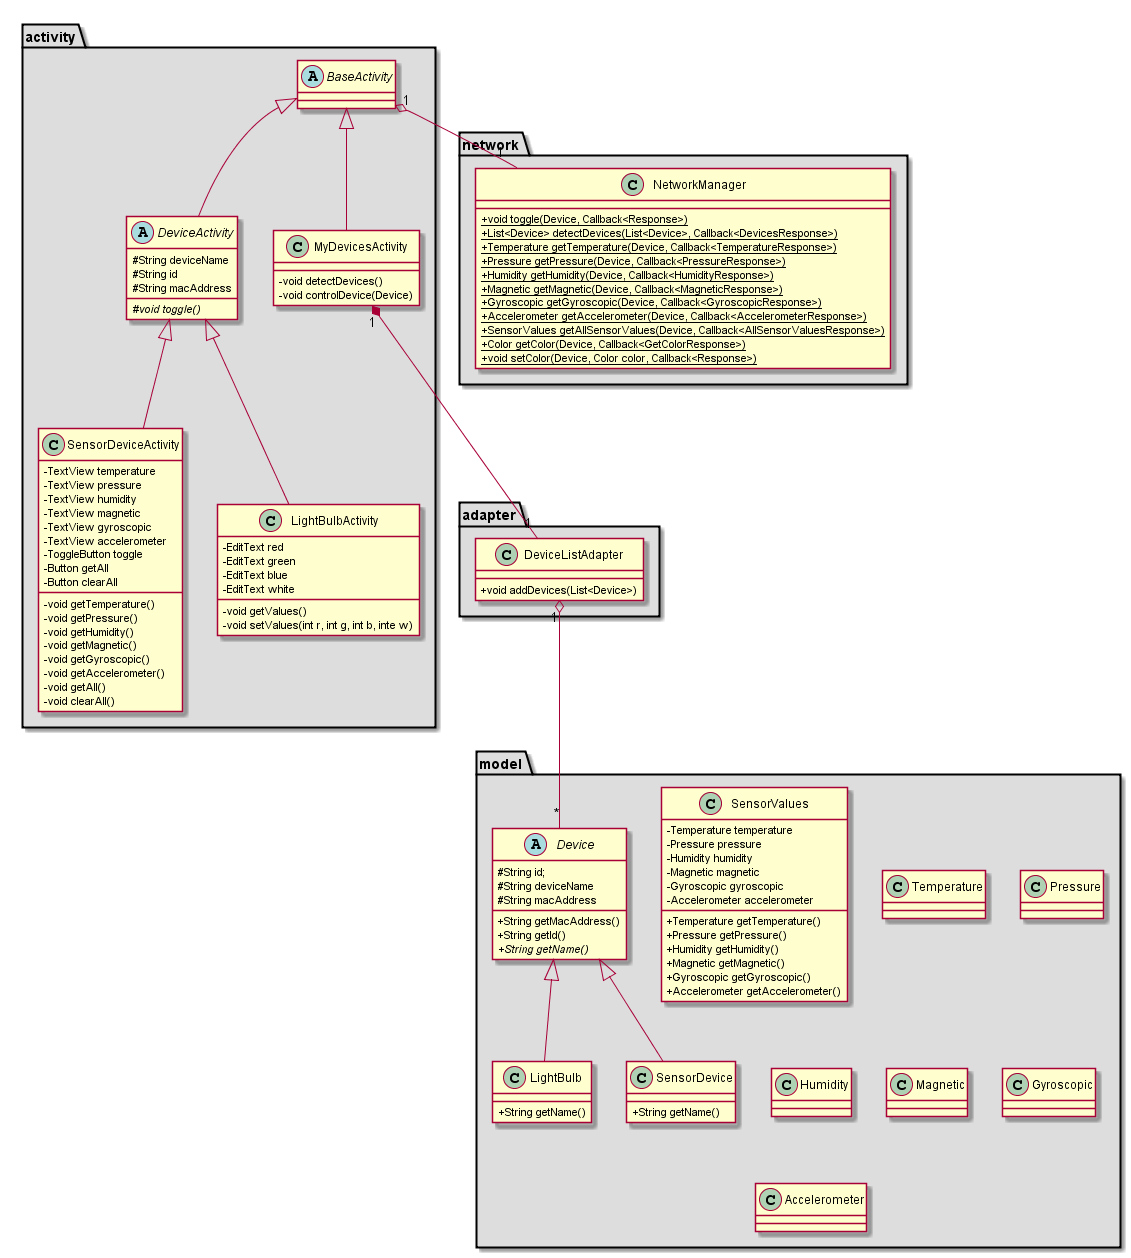 activity
A BaseActivity
1
network
1
C NetworkManager
+void toggle(Device, Callback<Response>)
+List<Device> detectDevices(List<Device>, Callback<DevicesResponse>)
+Temperature getTemperature(Device, Callback<TemperatureResponse>)
+Pressure getPressure(Device, Callback<PressureResponse>)
+Humidity getHumidity(Device, Callback<HumidityResponse>)
+Magnetic getMagnetic(Device, Callback<MagneticResponse>)
+Gyroscopic getGyroscopic(Device, Callback<GyroscopicResponse>)
+Accelerometer getAccelerometer(Device, Callback<AccelerometerResponse>)
+SensorValues getAllSensorValues(Device, Callback<AllSensorValuesResponse>)
+Color getColor(Device, Callback<GetColorResponse>)
+void setColor(Device, Color color, Callback<Response>)
A DeviceActivity
#String deviceName
#String id
#String macAddress
#void toggle()
C MyDevicesActivity
-void detectDevices()
-void controlDevice(Device)
1
C SensorDeviceActivity
-TextView temperature
-TextView pressure
-TextView humidity
-TextView magnetic
-TextView gyroscopic
-TextView accelerometer
-ToggleButton toggle
-Button getAll
-Button clearAll
-void getTemperature()
-void getPressure()
-void getHumidity()
-void getMagnetic()
-void getGyroscopic()
-void getAccelerometer()
-void getAll()
-void clearAll()
C LightBulbActivity
-EditText red
-EditText green
-EditText blue
-EditText white
-void getValues()
-void setValues(int r, int g, int b, inte w)
adapter
1
C DeviceListAdapter
+void addDevices(List<Device>)
1
model
*
A Device
#String id;
#String deviceName
#String macAddress
+String getMacAddress()
+String getId()
+String getName()
C SensorValues
-Temperature temperature
-Pressure pressure
-Humidity humidity
-Magnetic magnetic
-Gyroscopic gyroscopic
-Accelerometer accelerometer
+Temperature getTemperature()
+Pressure getPressure()
+Humidity getHumidity()
+Magnetic getMagnetic()
+Gyroscopic getGyroscopic()
+Accelerometer getAccelerometer()
C Temperature
C Pressure
C LightBulb
+String getName()
C SensorDevice
+String getName()
C Humidity
C Magnetic
C Gyroscopic
C Accelerometer